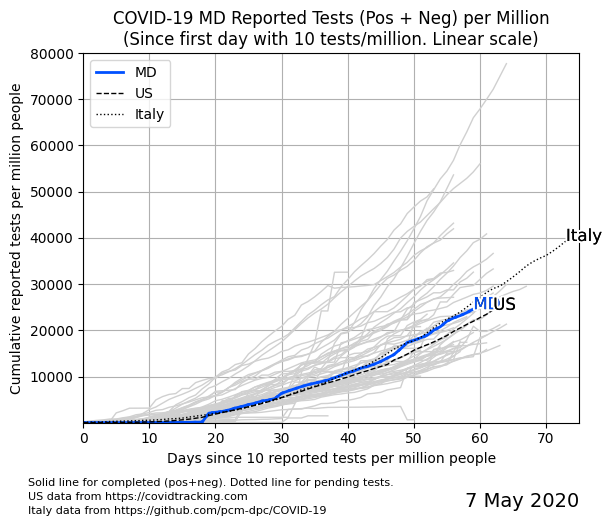 COVID-19 MD Reported Tests (Pos + Neg) per Million
(Since first day with 10 tests/million. Linear scale)
80000
70000
60000
50000
40000
30000
20000
10000
Cumulative reported tests per million people
MD
US
Italy
Italy
MD
US
0 10 20 30 40 50 60 70
Days since 10 reported tests per million people
Solid line for completed (pos+neg). Dotted line for pending tests.
US data from https://covidtracking.com
Italy data from https://github.com/pcm-dpc/COVID-19
7 May 2020